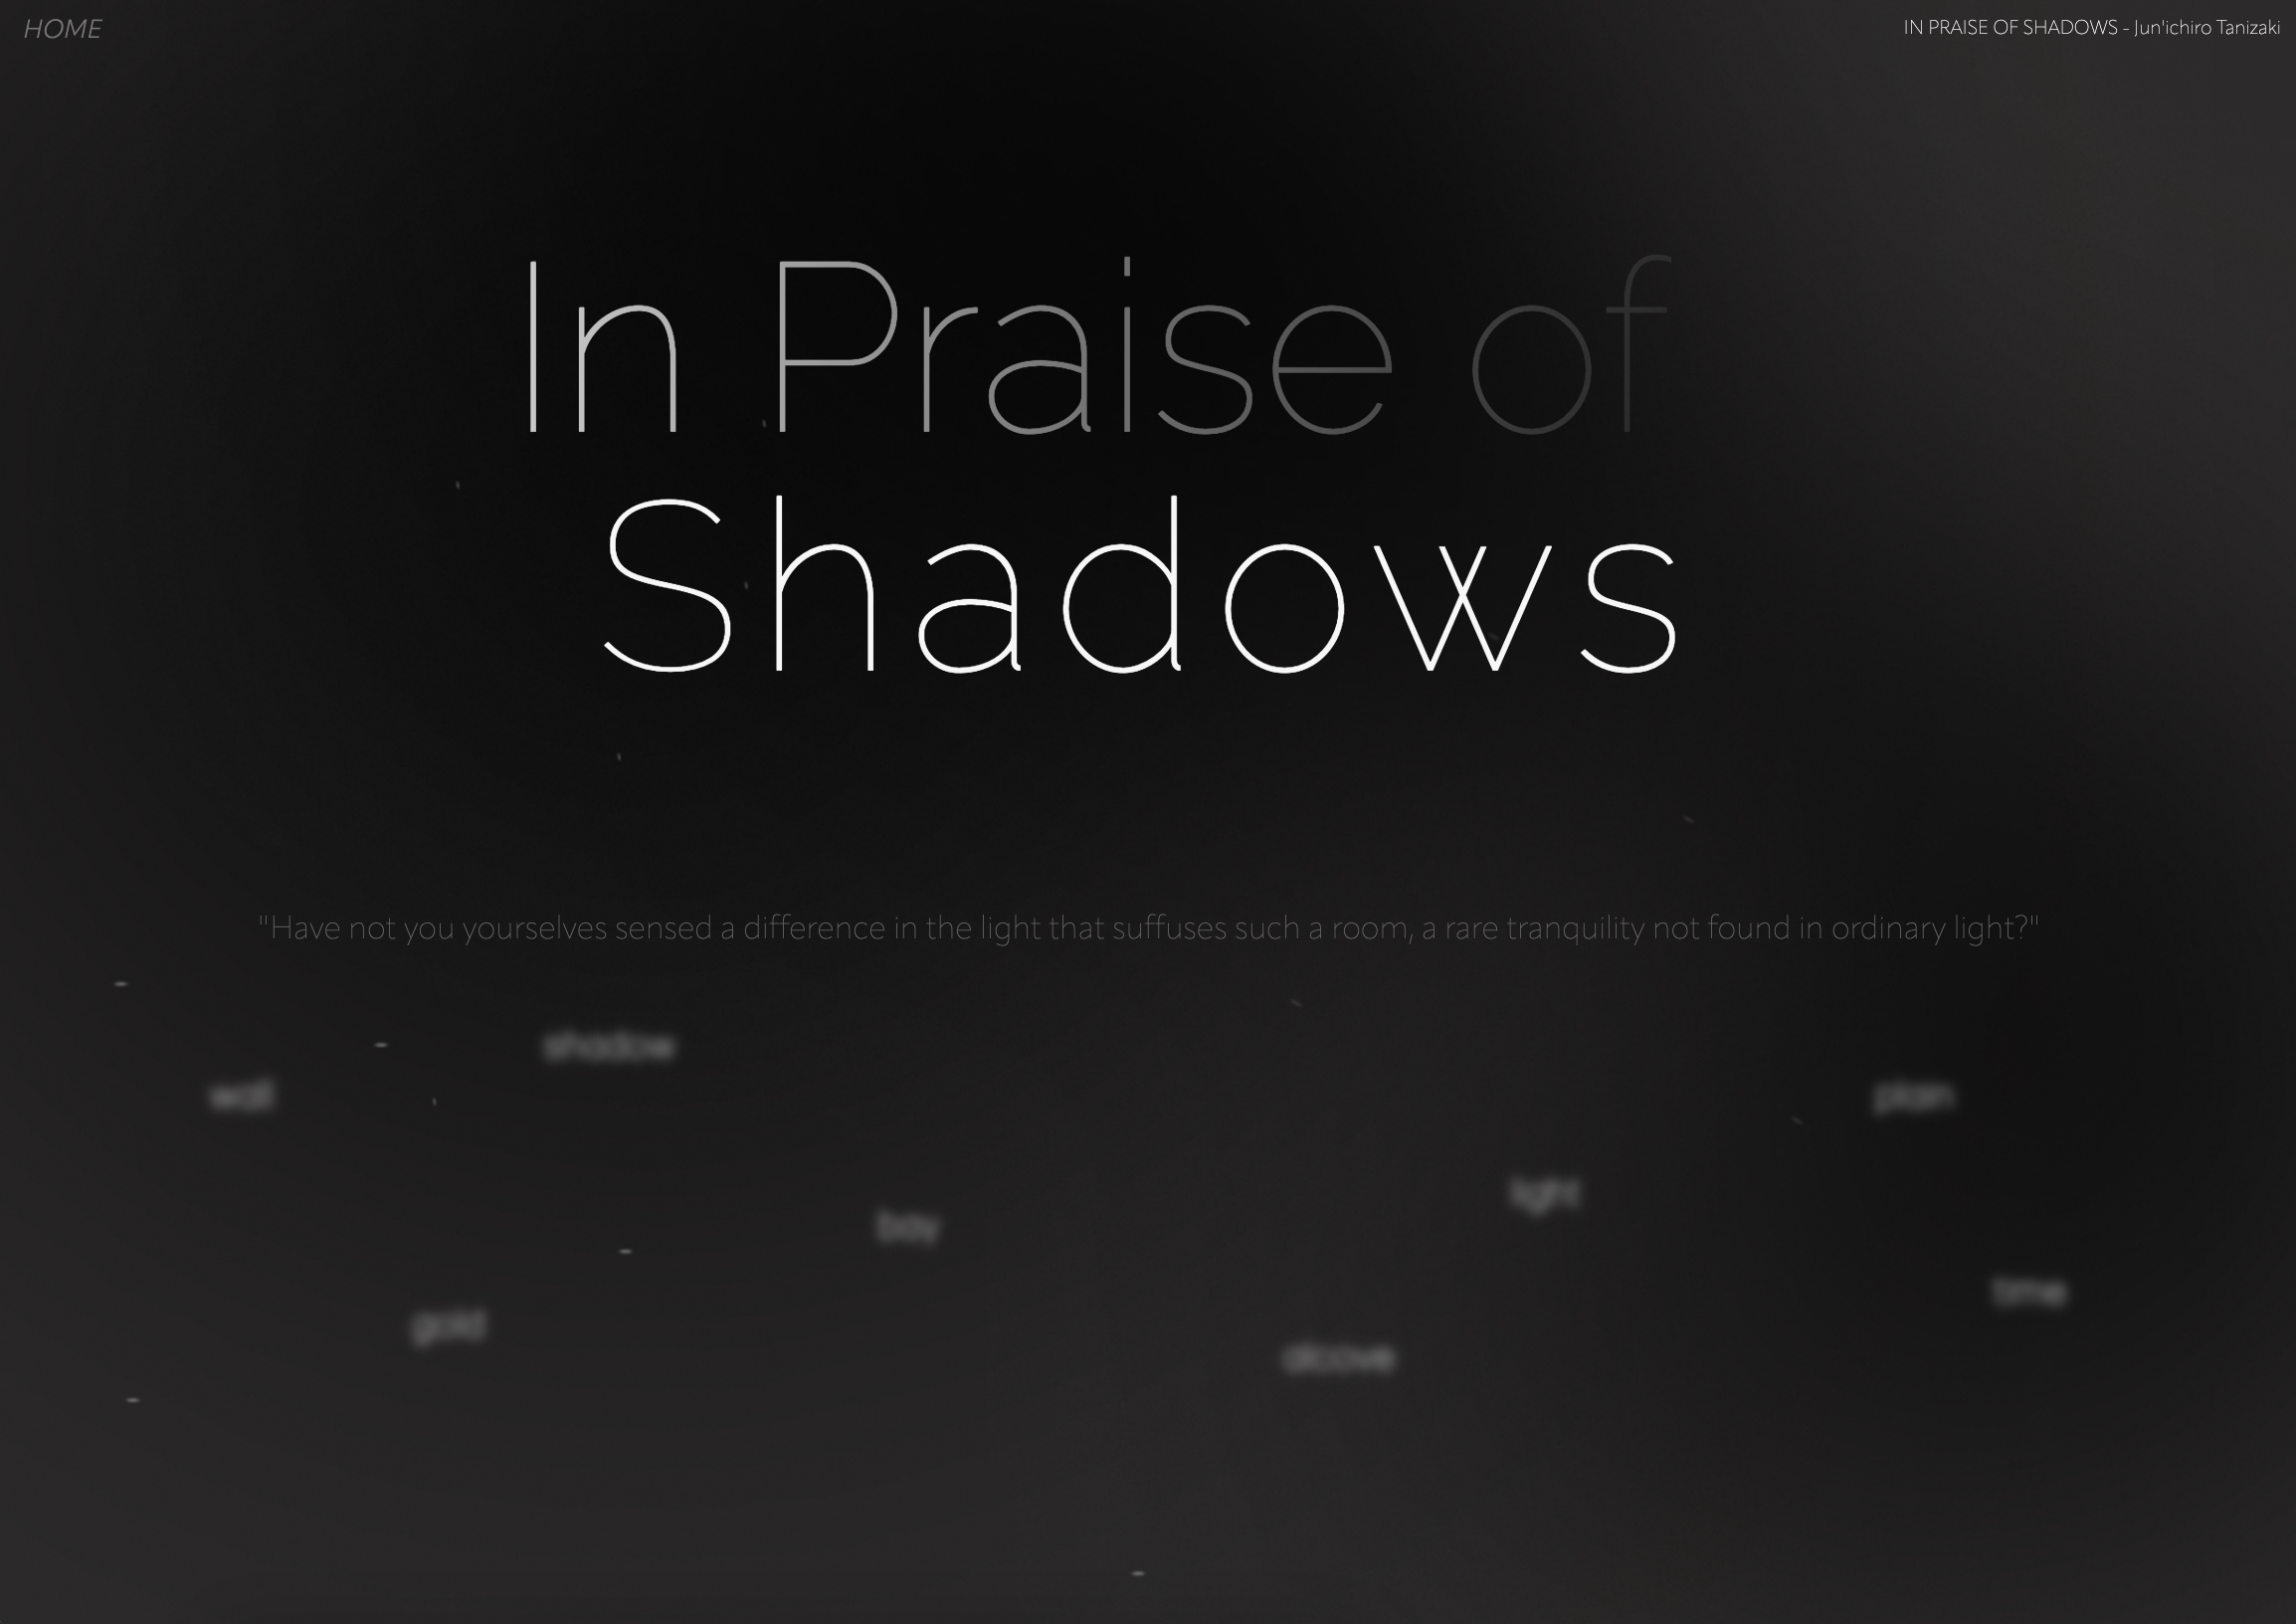 HOME
IN PRAISE OF SHADOWS - Jun'ichiro Tanizaki
In Praise of
Shadows
"Have not you yourselves sensed a difference in the light that suffuses such a room, a rare tranquility not found in ordinary light?"
shadow
wall
plain
light
bay
time
gold
alcove